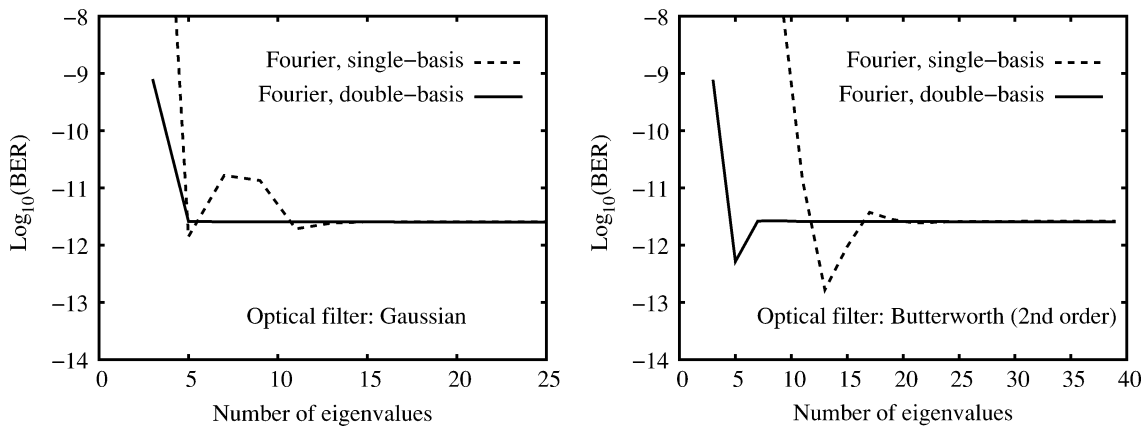 −8
−9
−10
−11
−12
−13
−14
Log10(BER)
Fourier, single−basis
Fourier, double−basis
Optical filter: Gaussian
0 5 10 15 20 25
Number of eigenvalues
−8
−9
−10
−11
−12
−13
−14
Log10(BER)
Fourier, single−basis
Fourier, double−basis
Optical filter: Butterworth (2nd order)
0 5 10 15 20 25 30 35 40
Number of eigenvalues